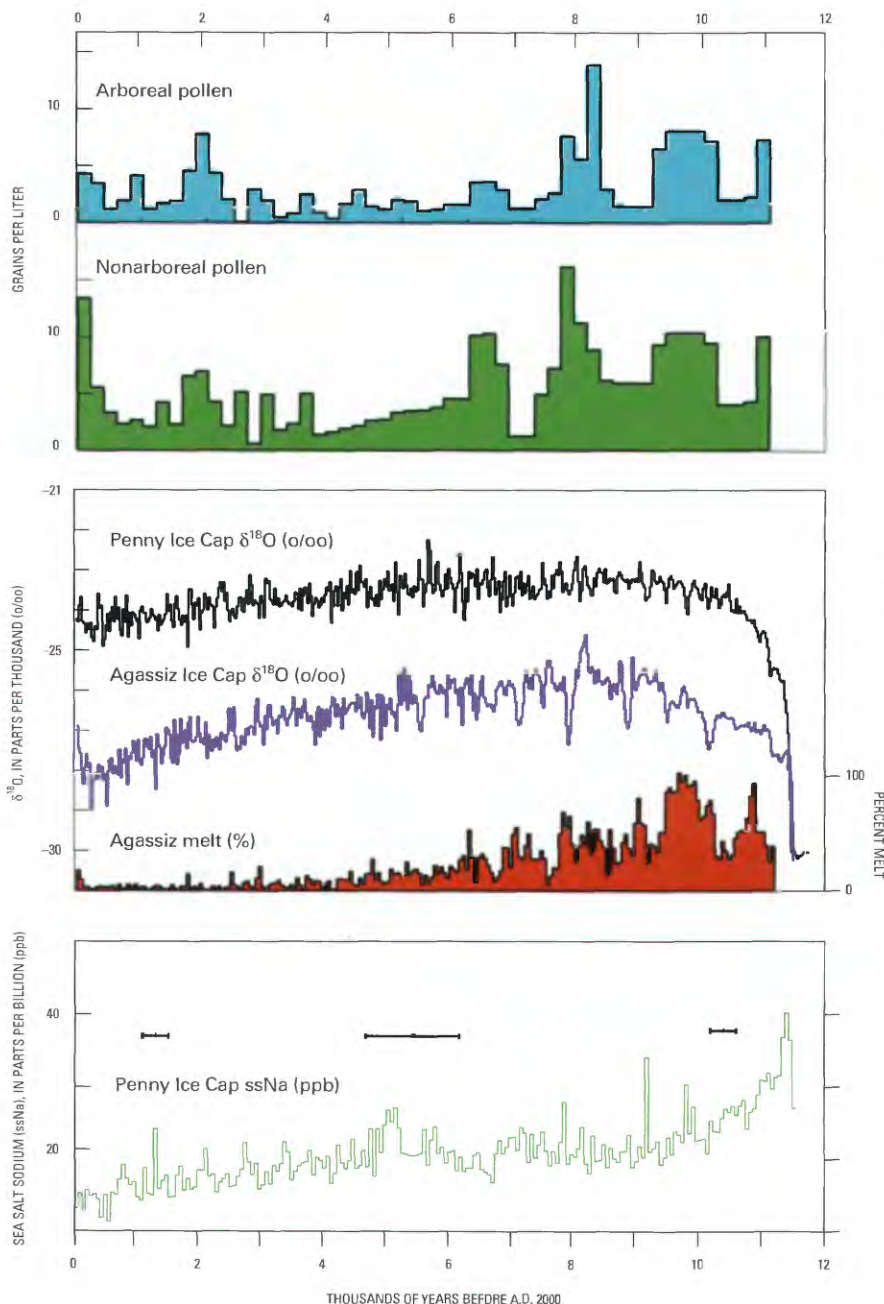 0 2 4 6 8 10 12
Arboreal pollen
10
0
GRAINS PER LITER
Nonarboreal pollen
10
0
–21
Penny Ice Cap δ¹⁸O (o/oo)
–25
Agassiz Ice Cap δ¹⁸O (o/oo)
–28
Agassiz melt (%)
–30
δ¹⁸O, IN PARTS PER THOUSAND (o/oo)
100
0
PERCENT MELT
40
Penny Ice Cap ssNa (ppb)
20
SEA SALT SODIUM (ssNa), IN PARTS PER BILLION (ppb)
0 2 4 6 8 10 12
THOUSANDS OF YEARS BEFDRE A.D. 2000